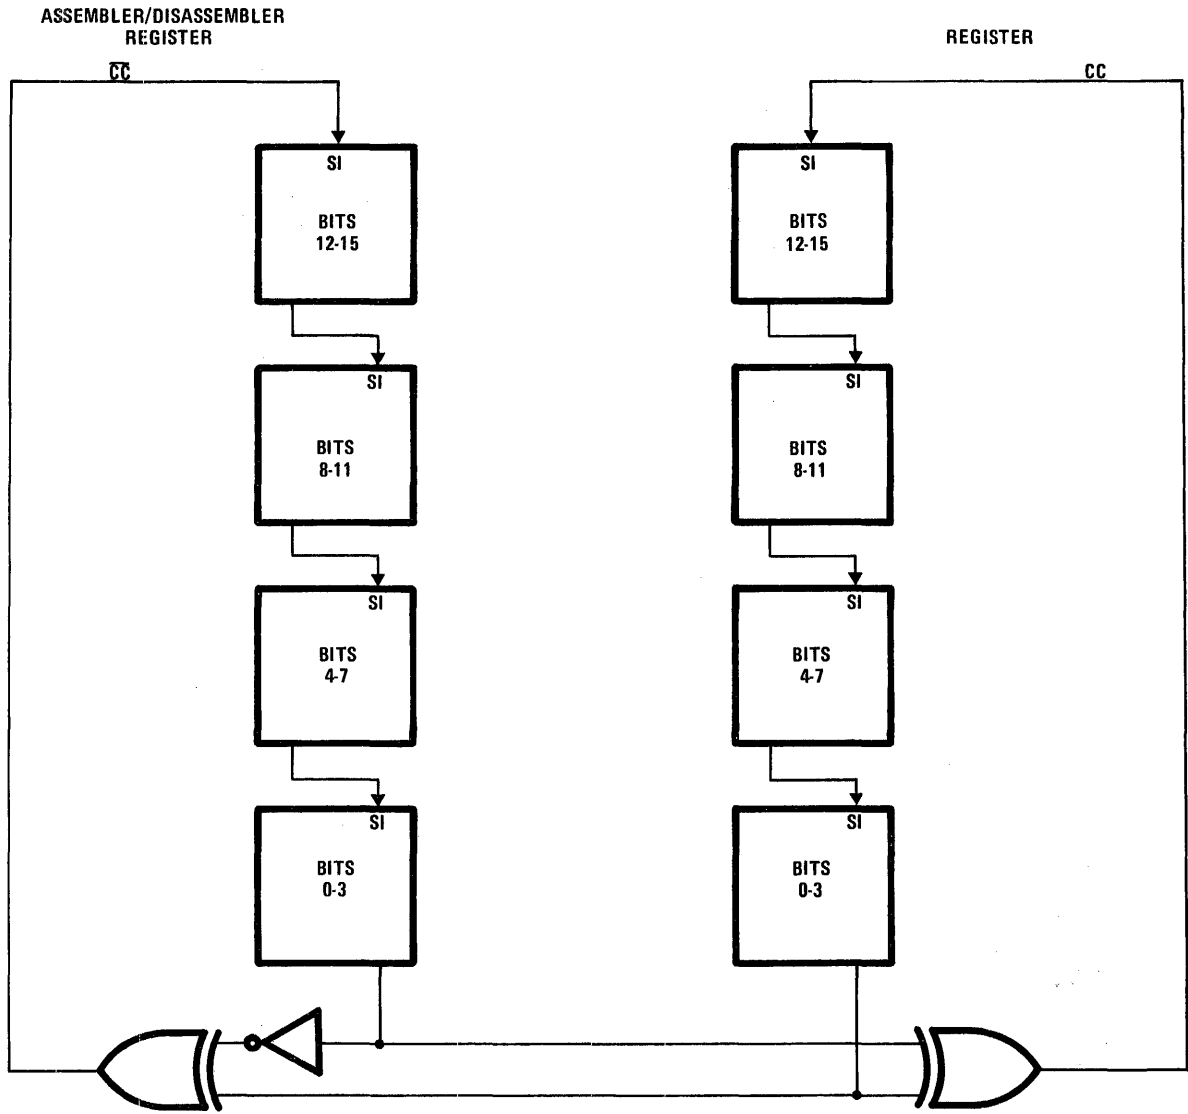 ASSEMBLER/DISASSEMBLER
REGISTER
C̅C̅
SI
BITS
12-15
SI
BITS
8-11
SI
BITS
4-7
SI
BITS
0-3
REGISTER
CC
SI
BITS
12-15
SI
BITS
8-11
SI
BITS
4-7
SI
BITS
0-3